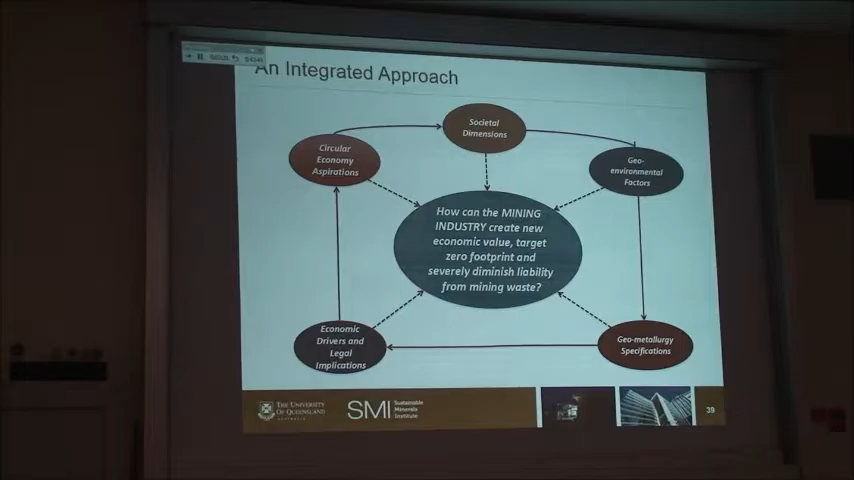 An Integrated Approach
Societal
Dimensions
Circular
Economy
Aspirations
Geo-
environmental
Factors
How can the MINING
INDUSTRY create new
economic value, target
zero footprint and
severely diminish liability
from mining waste?
Economic
Drivers and
Legal
Implications
Geo-metallurgy
Specifications
THE UNIVERSITY
OF QUEENSLAND
AUSTRALIA
SMI
Sustainable
Minerals
Institute
39